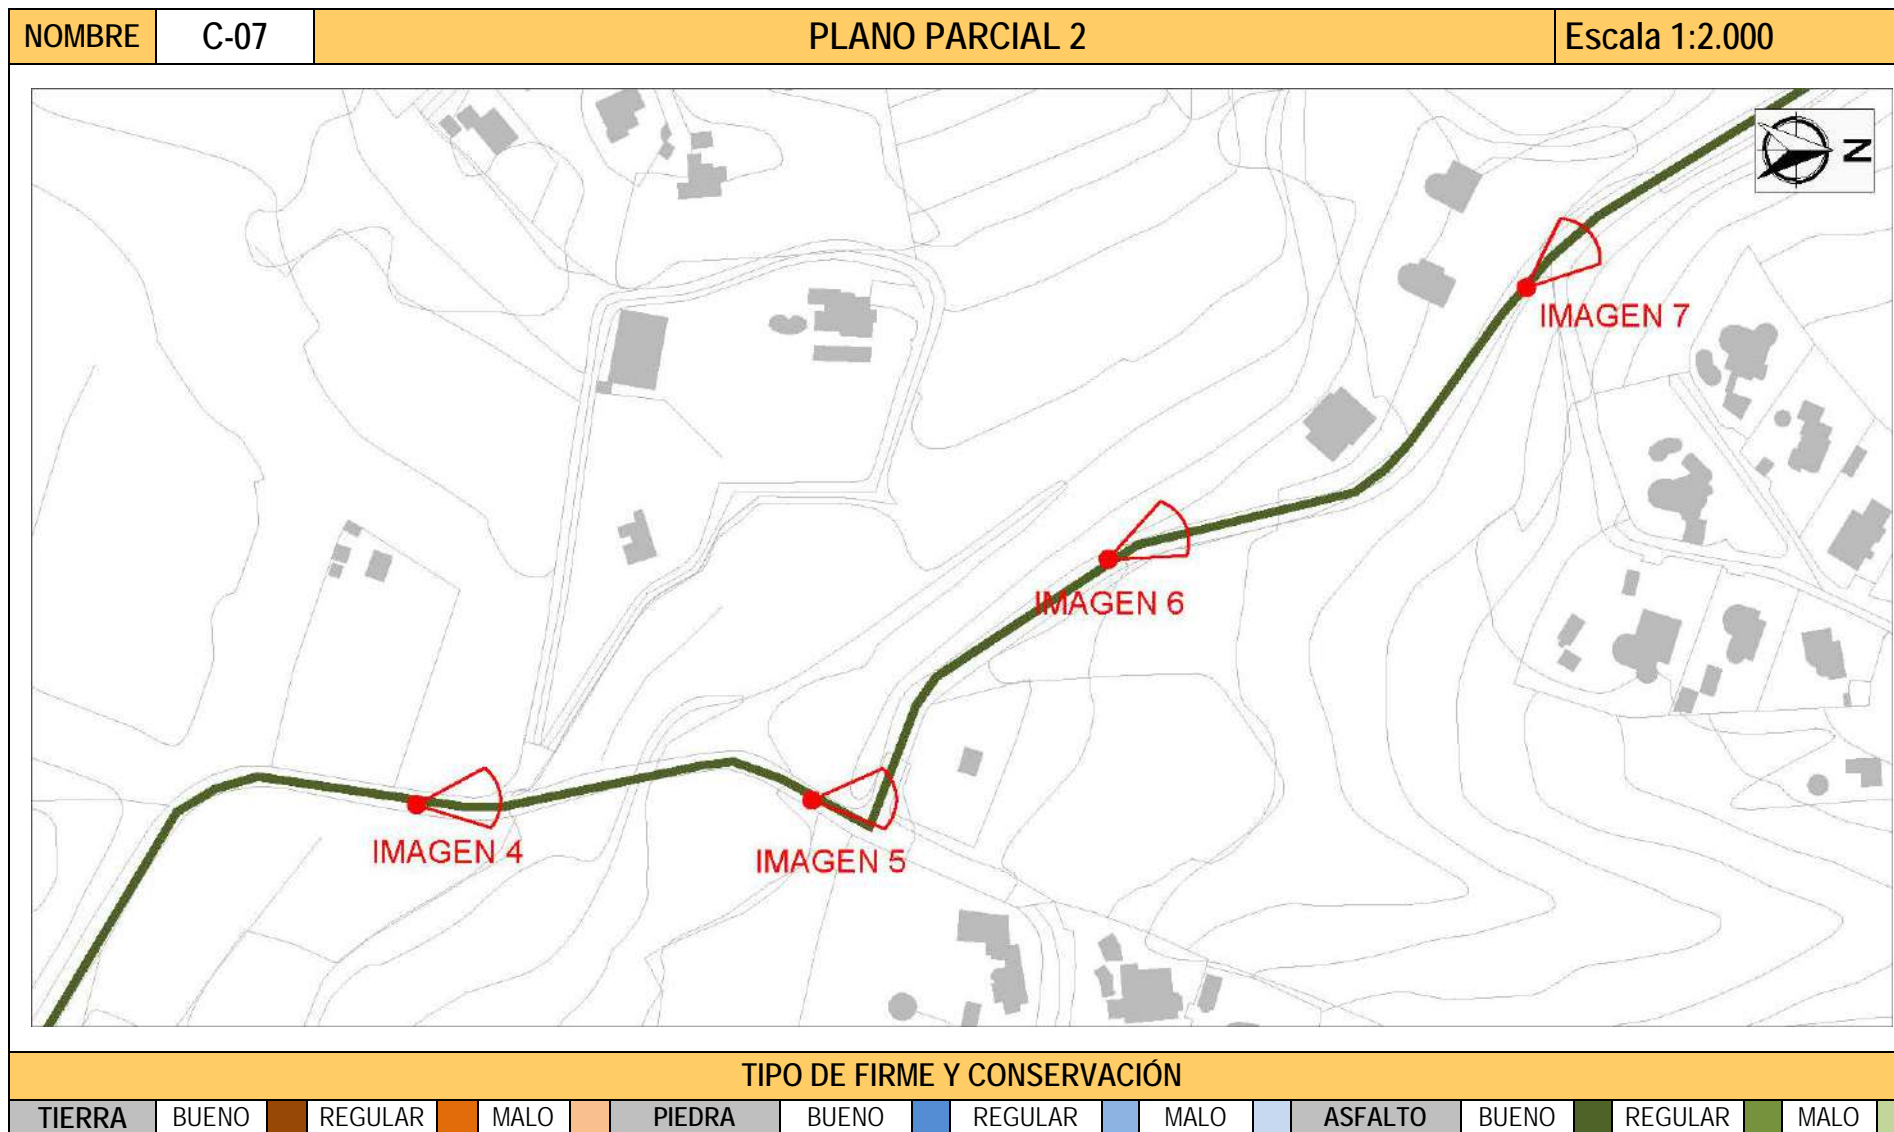 NOMBRE C-07 PLANO PARCIAL 2 Escala 1:2.000
N
IMAGEN 7
IMAGEN 6
IMAGEN 4
IMAGEN 5
TIPO DE FIRME Y CONSERVACIÓN
TIERRA BUENO REGULAR MALO PIEDRA BUENO REGULAR MALO ASFALTO BUENO REGULAR MALO